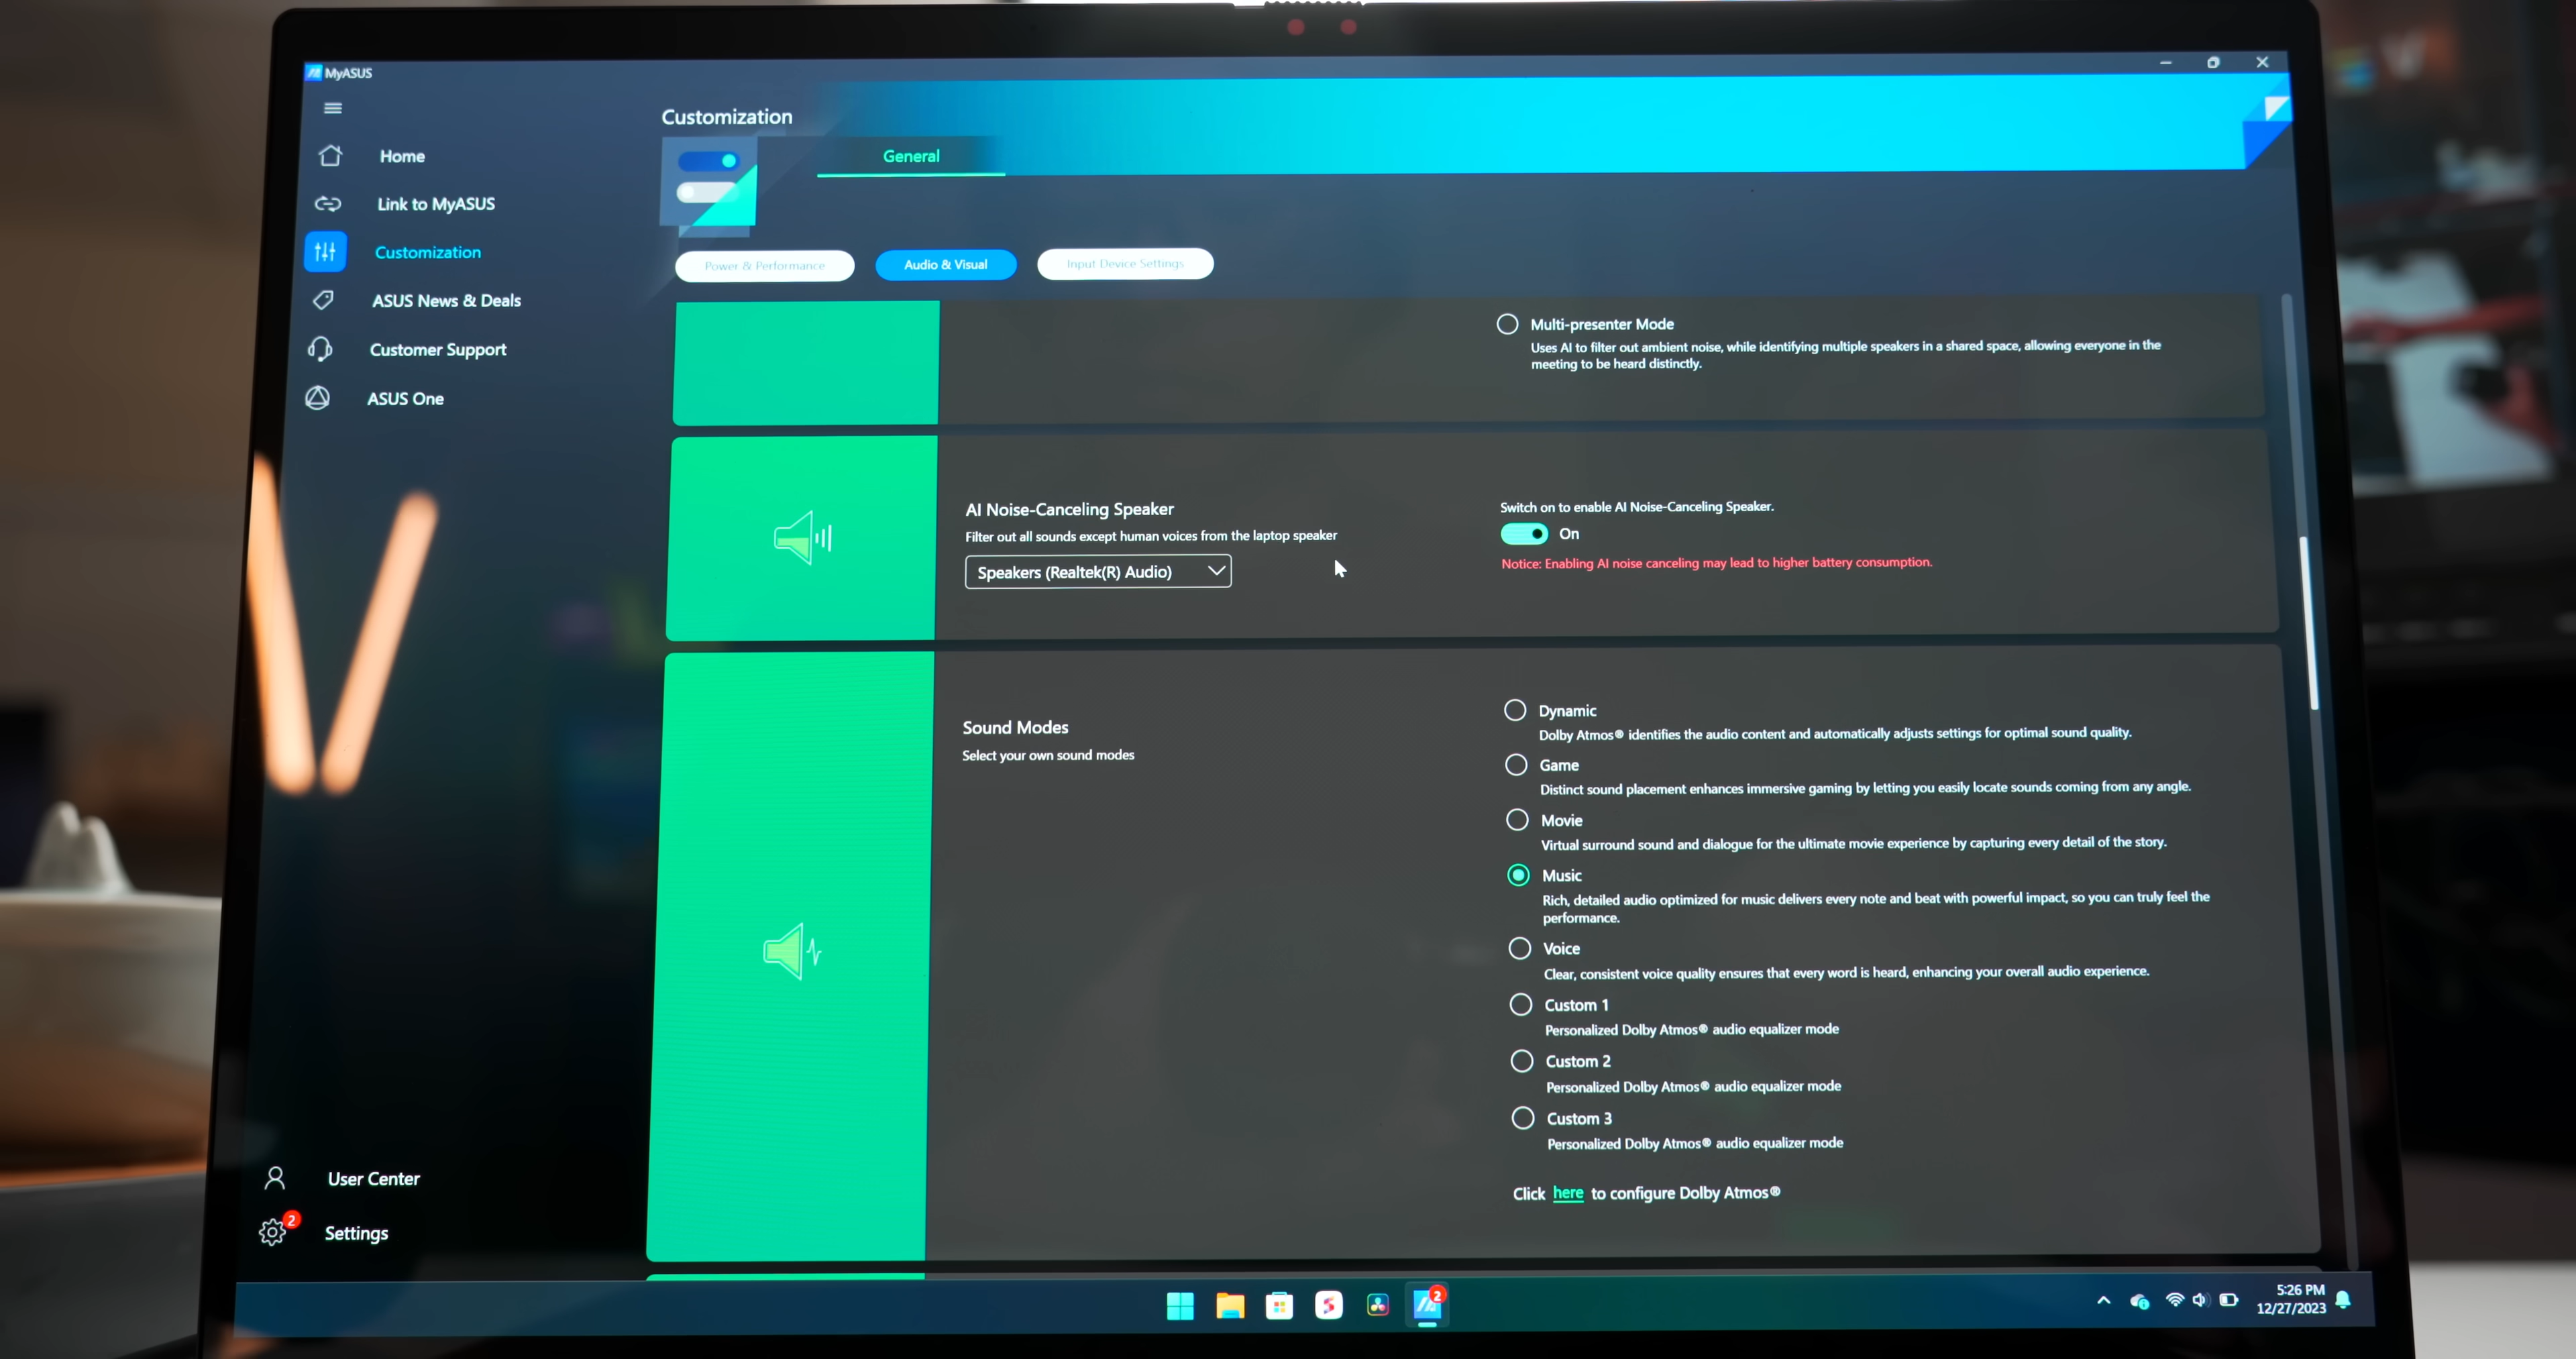 MyASUS
Home
Link to MyASUS
Customization
ASUS News & Deals
Customer Support
ASUS One
User Center
2
Settings
Customization
General
Power & Performance
Audio & Visual
Input Device Settings
Multi-presenter Mode
Uses AI to filter out ambient noise, while identifying multiple speakers in a shared space, allowing everyone in the
meeting to be heard distinctly.
AI Noise-Canceling Speaker
Filter out all sounds except human voices from the laptop speaker
Speakers (Realtek(R) Audio)
Switch on to enable AI Noise-Canceling Speaker.
On
Notice: Enabling AI noise canceling may lead to higher battery consumption.
Sound Modes
Select your own sound modes
Dynamic
Dolby Atmos® identifies the audio content and automatically adjusts settings for optimal sound quality.
Game
Distinct sound placement enhances immersive gaming by letting you easily locate sounds coming from any angle.
Movie
Virtual surround sound and dialogue for the ultimate movie experience by capturing every detail of the story.
Music
Rich, detailed audio optimized for music delivers every note and beat with powerful impact, so you can truly feel the
performance.
Voice
Clear, consistent voice quality ensures that every word is heard, enhancing your overall audio experience.
Custom 1
Personalized Dolby Atmos® audio equalizer mode
Custom 2
Personalized Dolby Atmos® audio equalizer mode
Custom 3
Personalized Dolby Atmos® audio equalizer mode
Click here to configure Dolby Atmos®
2
5:26 PM
12/27/2023